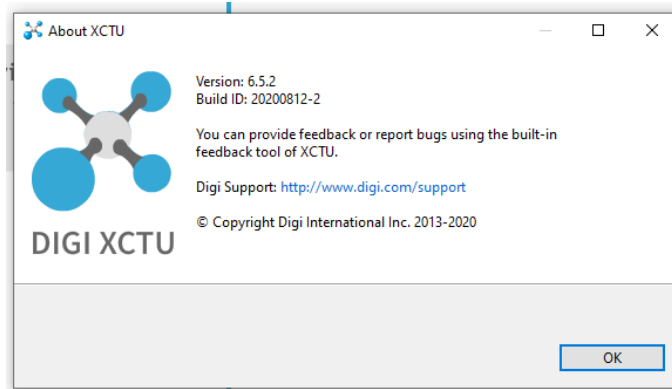 About XCTU
Version: 6.5.2
Build ID: 20200812-2
You can provide feedback or report bugs using the built-in
feedback tool of XCTU.
Digi Support: http://www.digi.com/support
© Copyright Digi International Inc. 2013-2020
DIGI XCTU
OK